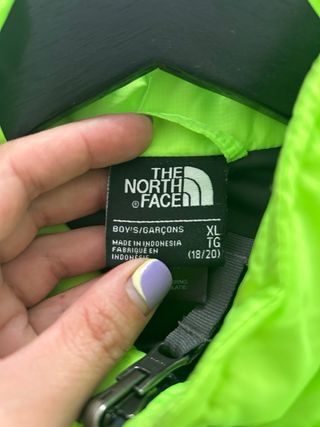 THE
NORTH
FACE
®
BOY'S/GARÇONS
XL
MADE IN INDONESIA
TG
FABRIQUÉ EN
INDONÉSIE
(18/20)